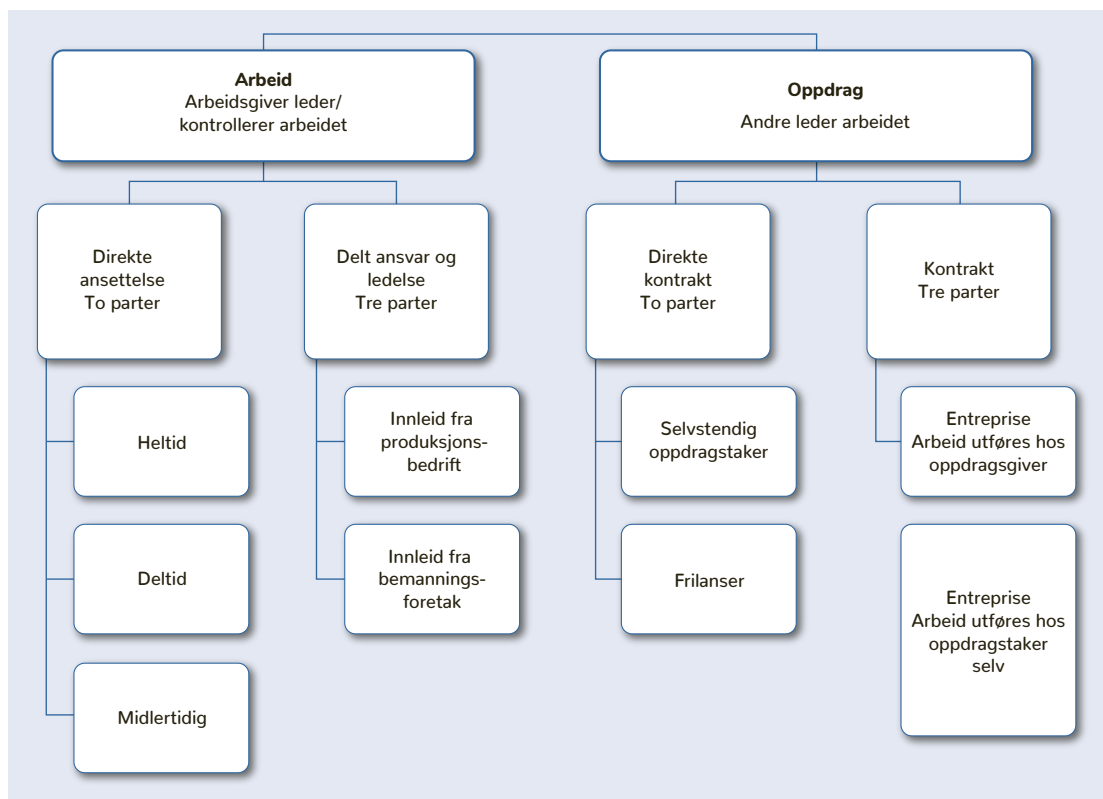 Arbeid
Arbeidsgiver leder/
kontrollerer arbeidet
Oppdrag
Andre leder arbeidet
Direkte
ansettelse
To parter
Delt ansvar og
ledelse
Tre parter
Direkte
kontrakt
To parter
Kontrakt
Tre parter
Heltid
Innleid fra
produksjons-
bedrift
Selvstendig
oppdragstaker
Entreprise
Arbeid utføres hos
oppdragsgiver
Deltid
Innleid fra
bemannings-
foretak
Frilanser
Entreprise
Arbeid utføres hos
oppdragstaker
selv
Midlertidig